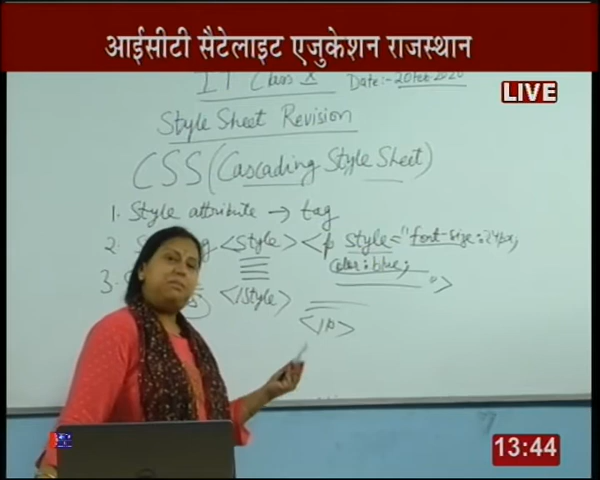 आईसीटी सैटेलाइट एजुकेशन राजस्थान
IT Class X Date:- 20 Feb 2020
LIVE
Style Sheet Revision
CSS (Cascading Style Sheet)
1. Style attribute → tag
2. <style> <p style="font-size:24px;
color:blue;
">
3.
</style>
</p>
13:44